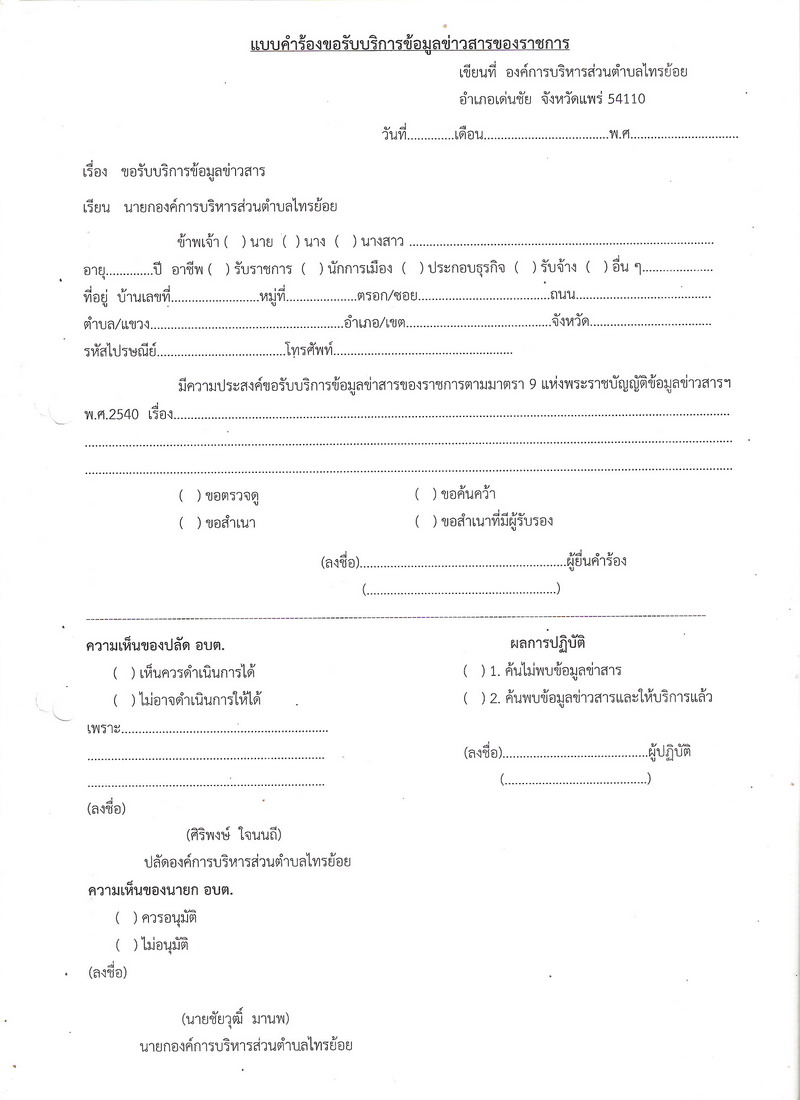 แบบคำร้องขอรับบริการข้อมูลข่าวสารของราชการ
เขียนที่ องค์การบริหารส่วนตำบลไทรย้อย
อำเภอเด่นชัย จังหวัดแพร่ 54110
วันที่..............เดือน......................................พ.ศ.................................
เรื่อง ขอรับบริการข้อมูลข่าวสาร
เรียน นายกองค์การบริหารส่วนตำบลไทรย้อย
ข้าพเจ้า ( ) นาย ( ) นาง ( ) นางสาว ............................................................................................
อายุ..............ปี อาชีพ ( ) รับราชการ ( ) นักการเมือง ( ) ประกอบธุรกิจ ( ) รับจ้าง ( ) อื่น ๆ.....................
ที่อยู่ บ้านเลขที่...........................หมู่ที่.....................ตรอก/ซอย........................................ถนน.........................................
ตำบล/แขวง...........................................................อำเภอ/เขต............................................จังหวัด.....................................
รหัสไปรษณีย์.......................................โทรศัพท์.......................................................
มีความประสงค์ขอรับบริการข้อมูลข่าสารของราชการตามมาตรา 9 แห่งพระราชบัญญัติข้อมูลข่าวสารฯ
พ.ศ.2540 เรื่อง..........................................................................................................................................................................
....................................................................................................................................................................................................
....................................................................................................................................................................................................
( ) ขอตรวจดู ( ) ขอค้นคว้า
( ) ขอสำเนา ( ) ขอสำเนาที่มีผู้รับรอง
(ลงชื่อ)...............................................................ผู้ยื่นคำร้อง
(..........................................................)
ความเห็นของปลัด อบต.
( ) เห็นควรดำเนินการได้
( ) ไม่อาจดำเนินการให้ได้
เพราะ...............................................................
........................................................................
........................................................................
(ลงชื่อ)
(ศิริพงษ์ ใจนนถี)
ปลัดองค์การบริหารส่วนตำบลไทรย้อย
ผลการปฏิบัติ
( ) 1. ค้นไม่พบข้อมูลข่าสาร
( ) 2. ค้นพบข้อมูลข่าวสารและให้บริการแล้ว
(ลงชื่อ)............................................ผู้ปฏิบัติ
(...........................................)
ความเห็นของนายก อบต.
( ) ควรอนุมัติ
( ) ไม่อนุมัติ
(ลงชื่อ)
(นายชัยวุฒิ์ มานพ)
นายกองค์การบริหารส่วนตำบลไทรย้อย